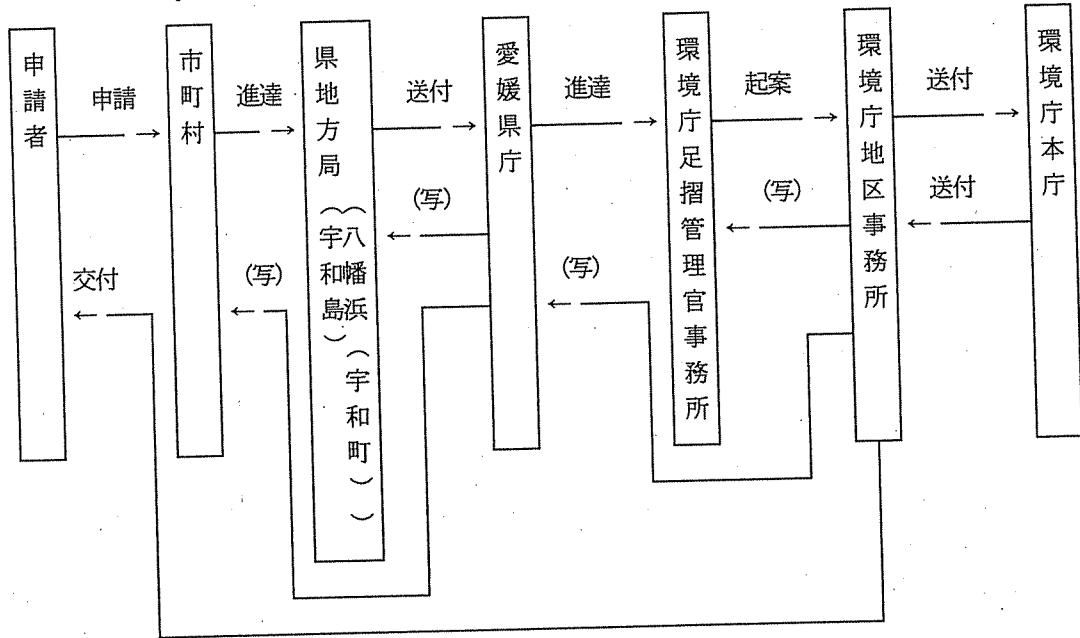 申請者
申請
交付
市町村
進達
(写)
県地方局
(八幡浜(宇和町))
(宇和島)
送付
(写)
愛媛県庁
進達
(写)
環境庁足摺管理官事務所
起案
(写)
環境庁地区事務所
送付
送付
環境庁本庁